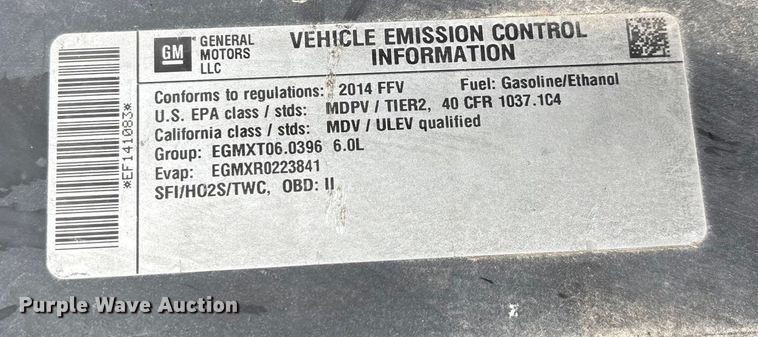 GM
GENERAL
MOTORS
LLC
VEHICLE EMISSION CONTROL
INFORMATION
Conforms to regulations: 2014 FFV Fuel: Gasoline/Ethanol
U.S. EPA class / stds: MDPV / TIER2, 40 CFR 1037.1C4
California class / stds: MDV / ULEV qualified
Group: EGMXT06.0396 6.0L
Evap: EGMXR0223841
SFI/HO2S/TWC, OBD: II
*EF141083*
Purple Wave Auction